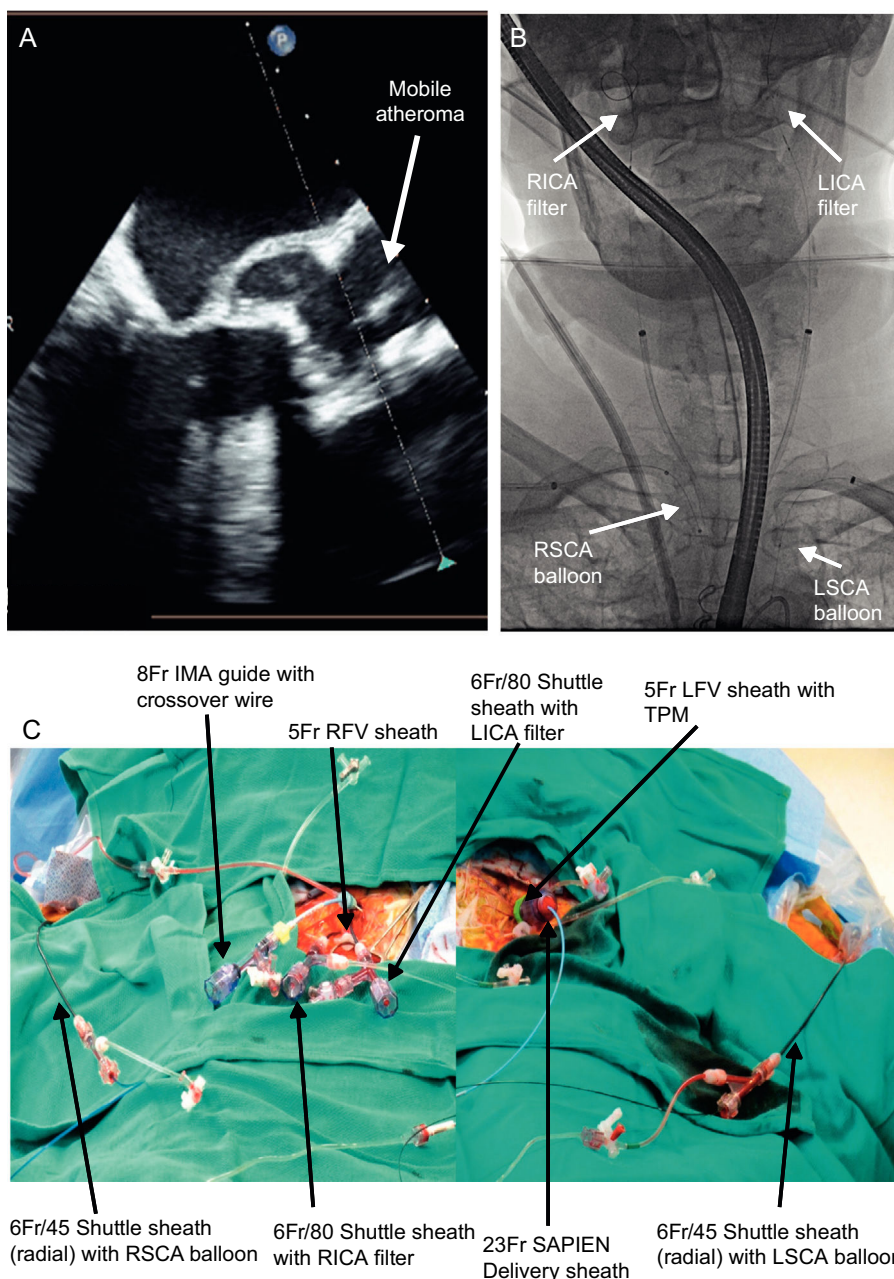 A
P
Mobile
atheroma
R
B
RICA
filter
LICA
filter
RSCA
balloon
LSCA
balloon
8Fr IMA guide with
crossover wire
5Fr RFV sheath
6Fr/80 Shuttle
sheath with
LICA filter
5Fr LFV sheath with
TPM
C
6Fr/45 Shuttle sheath
(radial) with RSCA balloon
6Fr/80 Shuttle sheath
with RICA filter
23Fr SAPIEN
Delivery sheath
6Fr/45 Shuttle sheath
(radial) with LSCA balloon